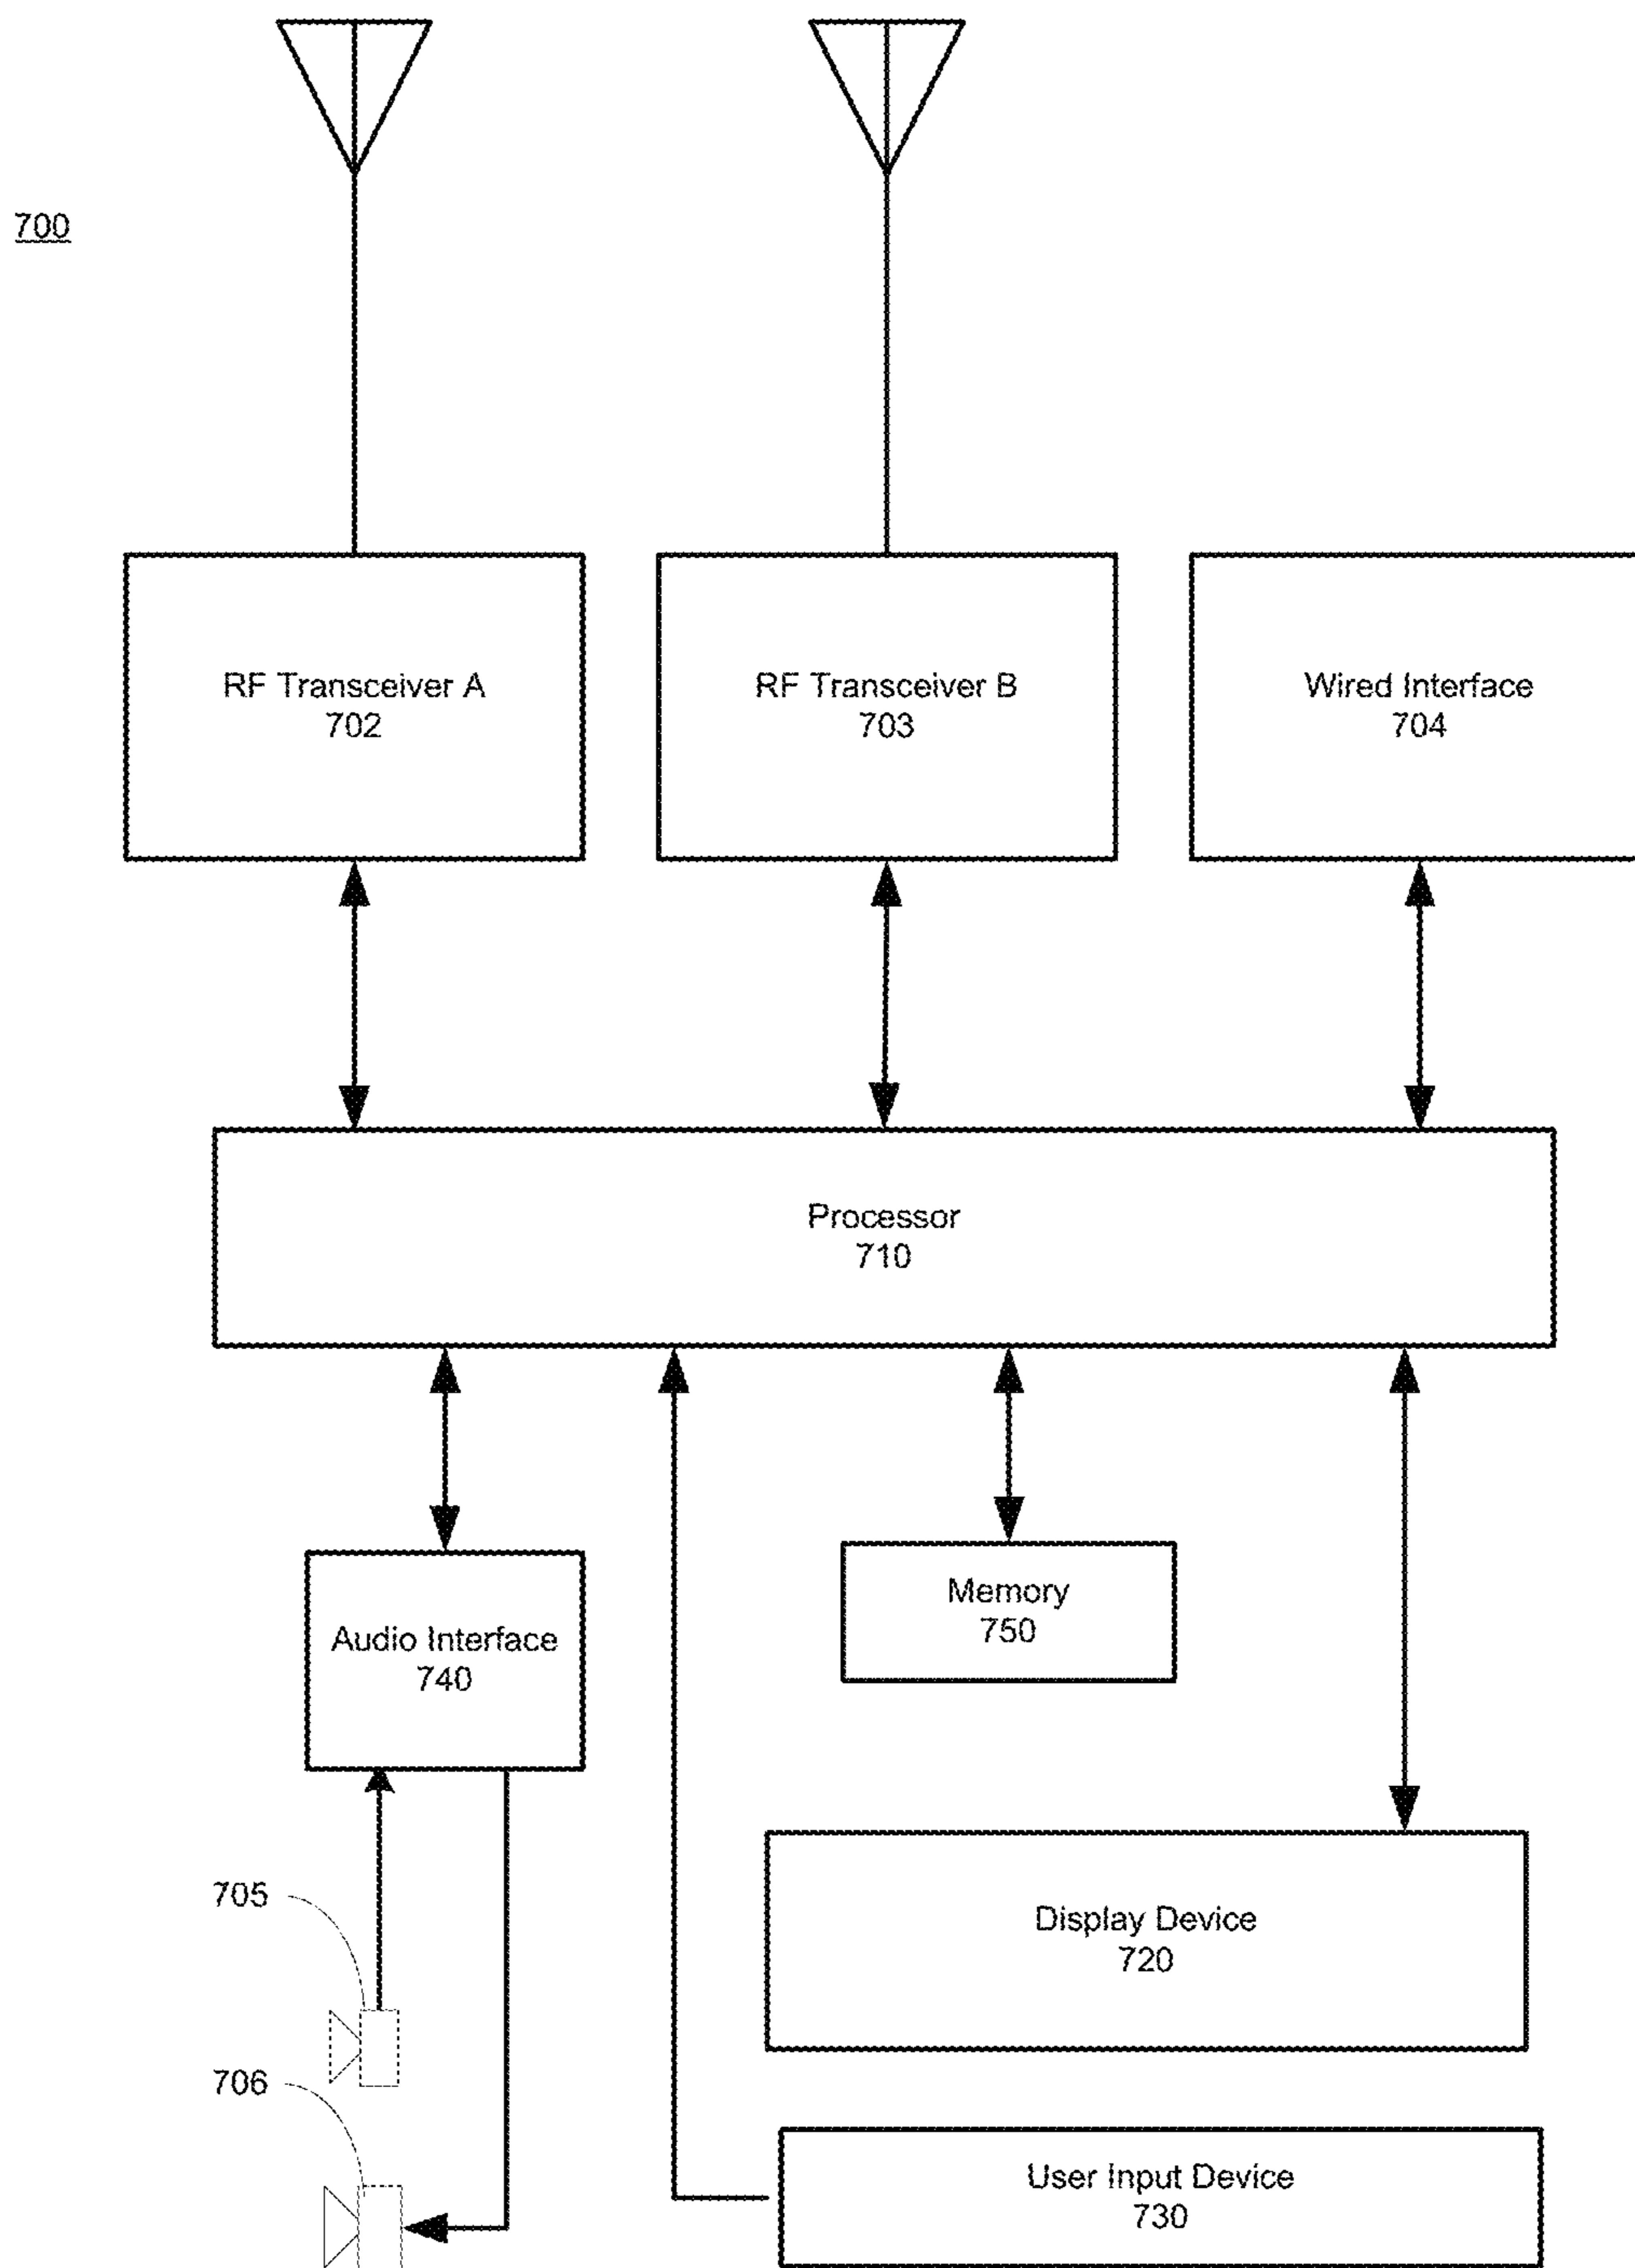 700
RF Transceiver A
702
RF Transceiver B
703
Wired Interface
704
Processor
710
Audio Interface
740
Memory
750
705
Display Device
720
706
User Input Device
730